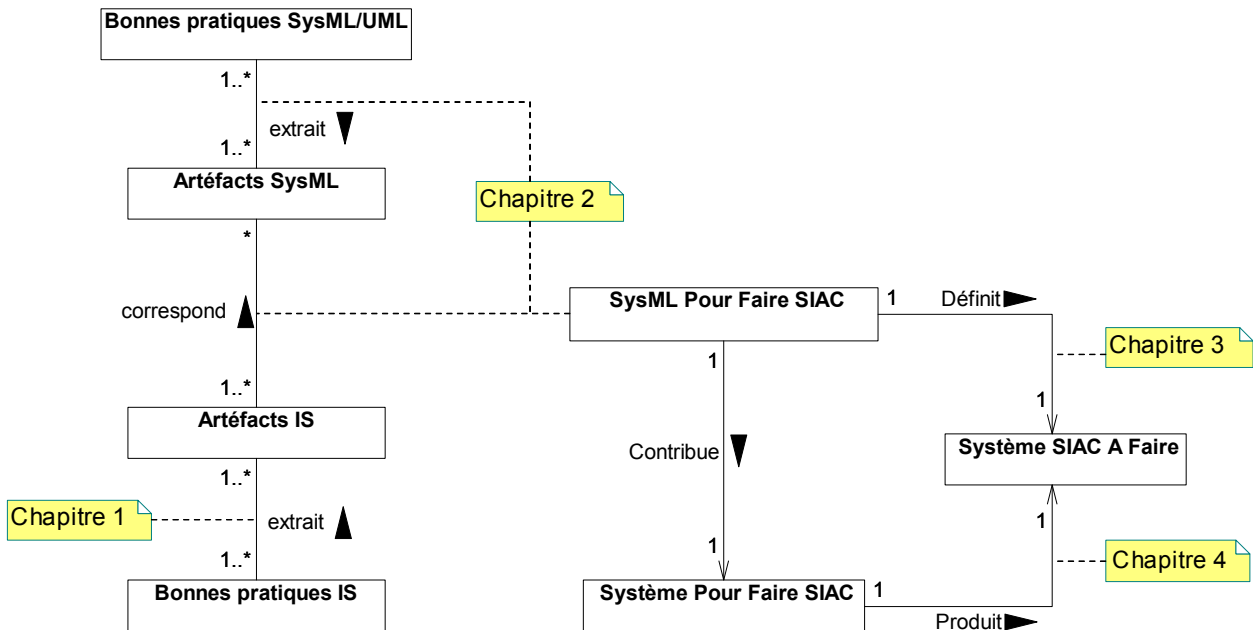 Bonnes pratiques SysML/UML
1..*
extrait
1..*
Artéfacts SysML
Chapitre 2
*
SysML Pour Faire SIAC
1
Définit
correspond
1
Chapitre 3
1..*
1
Artéfacts IS
Contribue
Système SIAC A Faire
1..*
Chapitre 1
extrait
1
1
1..*
Chapitre 4
Bonnes pratiques IS
Système Pour Faire SIAC
1
Produit